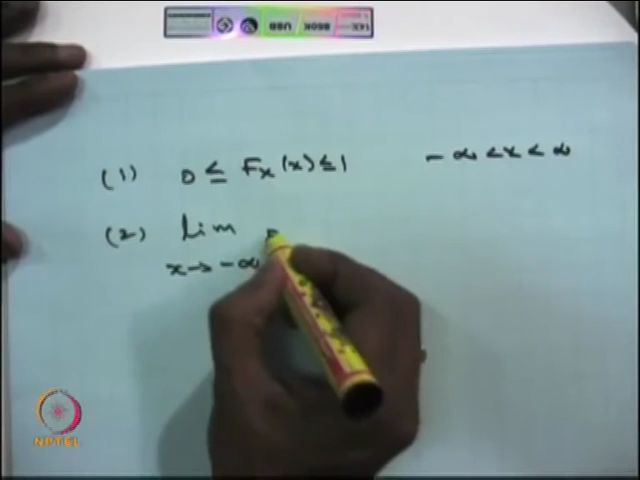 (1) 0 ≤ Fx(x) ≤ 1 - ∞ < x < ∞
(2) Lim
x → - ∞
NPTEL